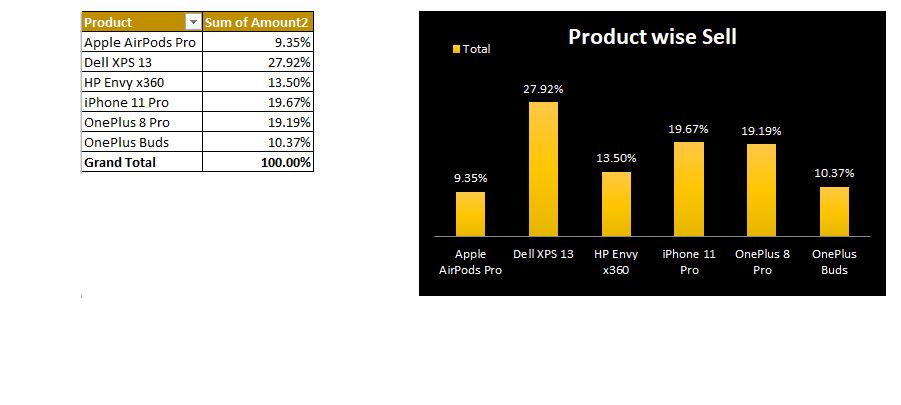 Product Sum of Amount2
Apple AirPods Pro 9.35%
Dell XPS 13 27.92%
HP Envy x360 13.50%
iPhone 11 Pro 19.67%
OnePlus 8 Pro 19.19%
OnePlus Buds 10.37%
Grand Total 100.00%
Product wise Sell
Total
27.92%
19.67%
19.19%
13.50%
10.37%
9.35%
Apple Dell XPS 13 HP Envy iPhone 11 OnePlus 8 OnePlus
AirPods Pro x360 Pro Pro Buds